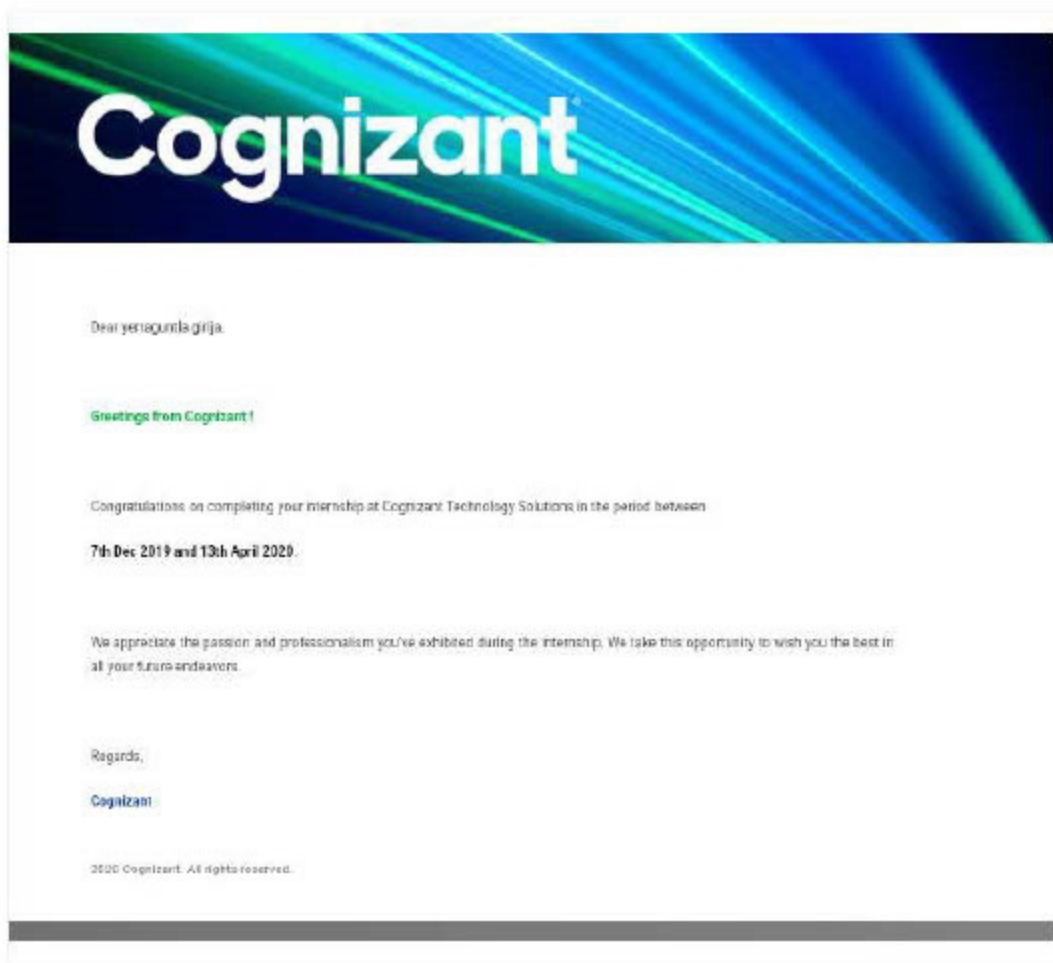 Cognizant
Dear yerraguntla girija,
Greetings from Cognizant !
Congratulations on completing your internship at Cognizant Technology Solutions in the period between
7th Dec 2019 and 13th April 2020.
We appreciate the passion and professionalism you've exhibited during the internship. We take this opportunity to wish you the best in
all your future endeavors.
Regards,
Cognizant
2020 Cognizant. All rights reserved.